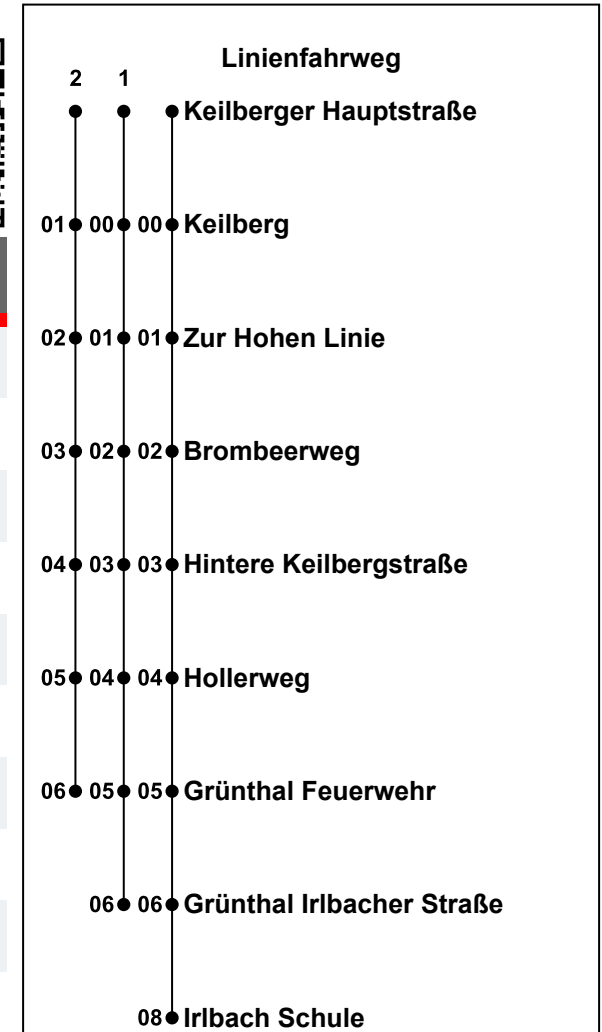 Linienfahrweg
2 1
Keilberger Hauptstraße
01 00 00 Keilberg
02 01 01 Zur Hohen Linie
03 02 02 Brombeerweg
04 03 03 Hintere Keilbergstraße
05 04 04 Hollerweg
06 05 05 Grünthal Feuerwehr
06 06 Grünthal Irlbacher Straße
08 Irlbach Schule